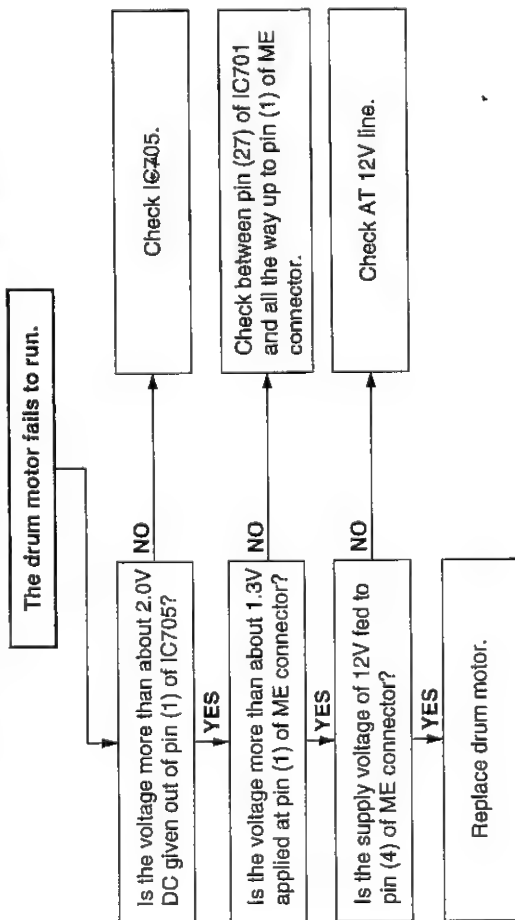 The drum motor fails to run.
Is the voltage more than about 2.0V
DC given out of pin (1) of IC705?
NO
Check IC705.
YES
Is the voltage more than about 1.3V
applied at pin (1) of ME connector?
NO
Check between pin (27) of IC701
and all the way up to pin (1) of ME
connector.
YES
Is the supply voltage of 12V fed to
pin (4) of ME connector?
NO
Check AT 12V line.
YES
Replace drum motor.